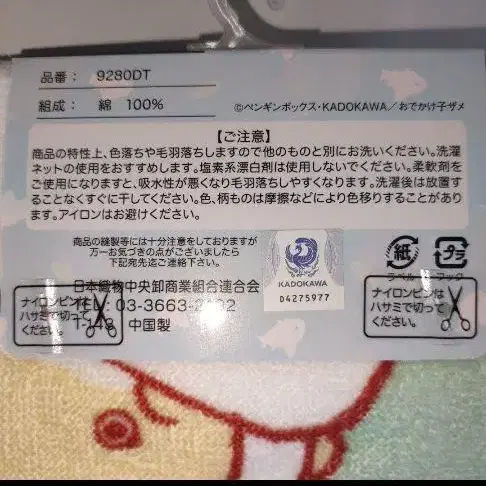 品番： 9280DT
組成： 綿 100%
©ペンギンボックス・KADOKAWA／おでかけ子ザメ
【ご注意】
商品の特性上、色落ちや毛羽落ちしますので他のものと別にお洗いください。洗濯
ネットの使用をおすすめします。塩素系漂白剤は使用しないでください。柔軟剤を
ご使用になりますと、吸水性が悪くなり毛羽落ちしやすくなります。洗濯後は放置する
ことなくすぐに干してください。色、柄ものは摩擦などにより色移りすることがあり
ます。アイロンはお避けください。
商品の縫製等には十分注意をしておりますが
万一お気づきの点がございましたら
下記宛先迄ご連絡下さい。
日本織物中央卸商業組合連合会
TEL 03-3663-2102
1-148 中国製
KADOKAWA
D4275977
紙
ラベル
プラ
フック
ナイロンピンは
ハサミで切って
ください。
ナイロンピンは
ハサミで切って
ください。